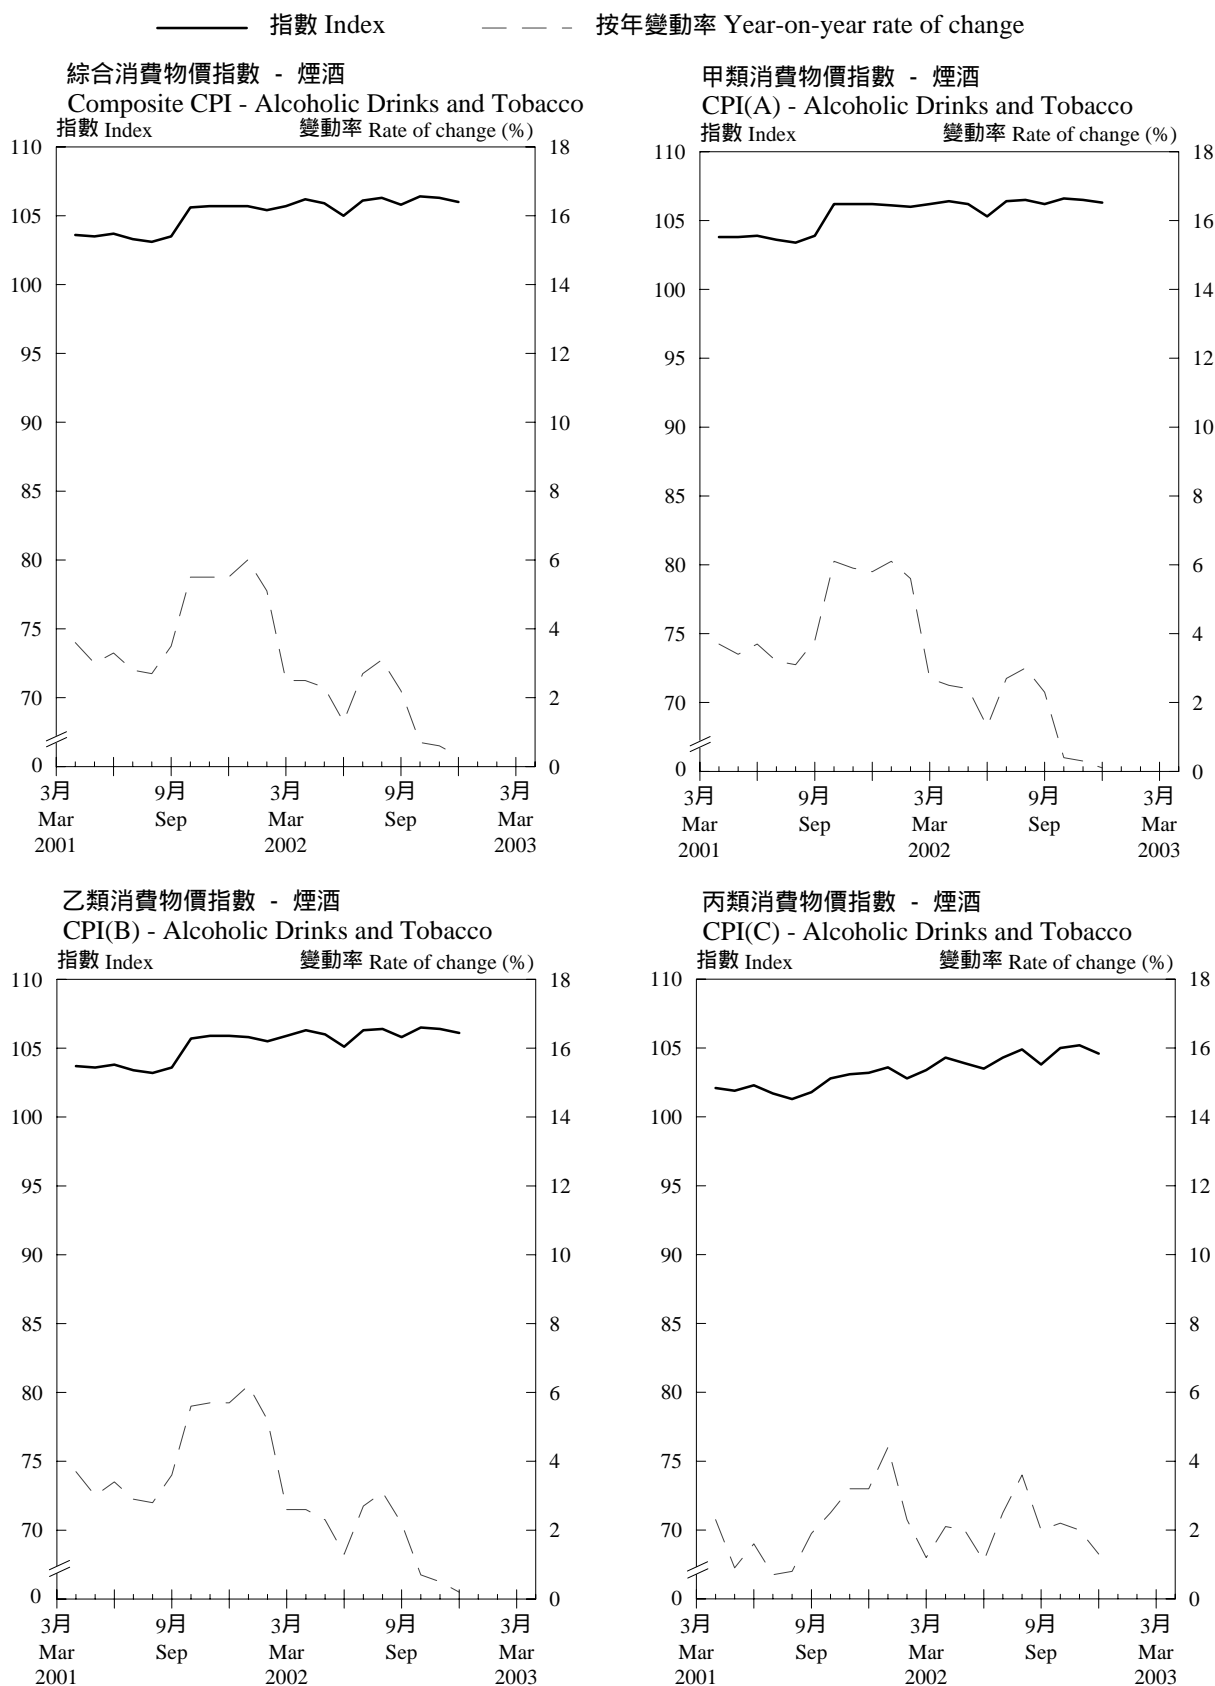 指數 Index 按年變動率 Year-on-year rate of change
綜合消費物價指數 - 煙酒
Composite CPI - Alcoholic Drinks and Tobacco
指數 Index 變動率 Rate of change (%)
110 18
105 16
100 14
95 12
90 10
85 8
80 6
75 4
70 2
0 0
3月 9月 3月 9月 3月
Mar Sep Mar Sep Mar
2001 2002 2003
甲類消費物價指數 - 煙酒
CPI(A) - Alcoholic Drinks and Tobacco
指數 Index 變動率 Rate of change (%)
110 18
105 16
100 14
95 12
90 10
85 8
80 6
75 4
70 2
0 0
3月 9月 3月 9月 3月
Mar Sep Mar Sep Mar
2001 2002 2003
乙類消費物價指數 - 煙酒
CPI(B) - Alcoholic Drinks and Tobacco
指數 Index 變動率 Rate of change (%)
110 18
105 16
100 14
95 12
90 10
85 8
80 6
75 4
70 2
0 0
3月 9月 3月 9月 3月
Mar Sep Mar Sep Mar
2001 2002 2003
丙類消費物價指數 - 煙酒
CPI(C) - Alcoholic Drinks and Tobacco
指數 Index 變動率 Rate of change (%)
110 18
105 16
100 14
95 12
90 10
85 8
80 6
75 4
70 2
0 0
3月 9月 3月 9月 3月
Mar Sep Mar Sep Mar
2001 2002 2003